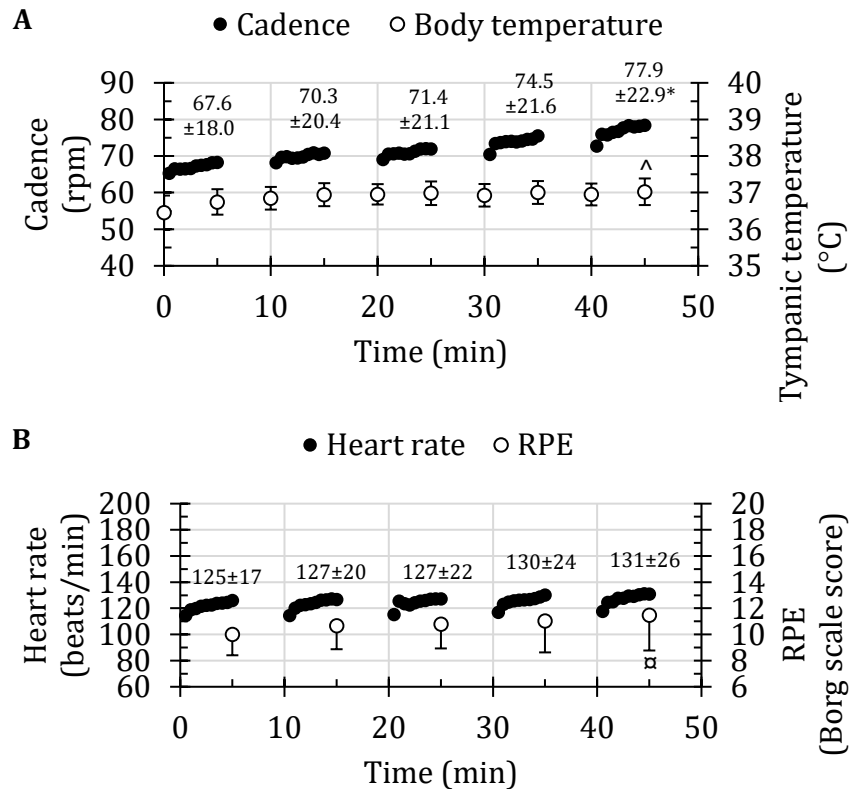 A
● Cadence ○ Body temperature
67.6
±18.0
70.3
±20.4
71.4
±21.1
74.5
±21.6
77.9
±22.9*
^
90
80
70
60
50
40
Cadence
(rpm)
40
39
38
37
36
35
Tympanic temperature
(°C)
0 10 20 30 40 50
Time (min)
B
● Heart rate ○ RPE
125±17 127±20 127±22 130±24 131±26
¤
200
180
160
140
120
100
80
60
Heart rate
(beats/min)
20
18
16
14
12
10
8
6
RPE
(Borg scale score)
0 10 20 30 40 50
Time (min)